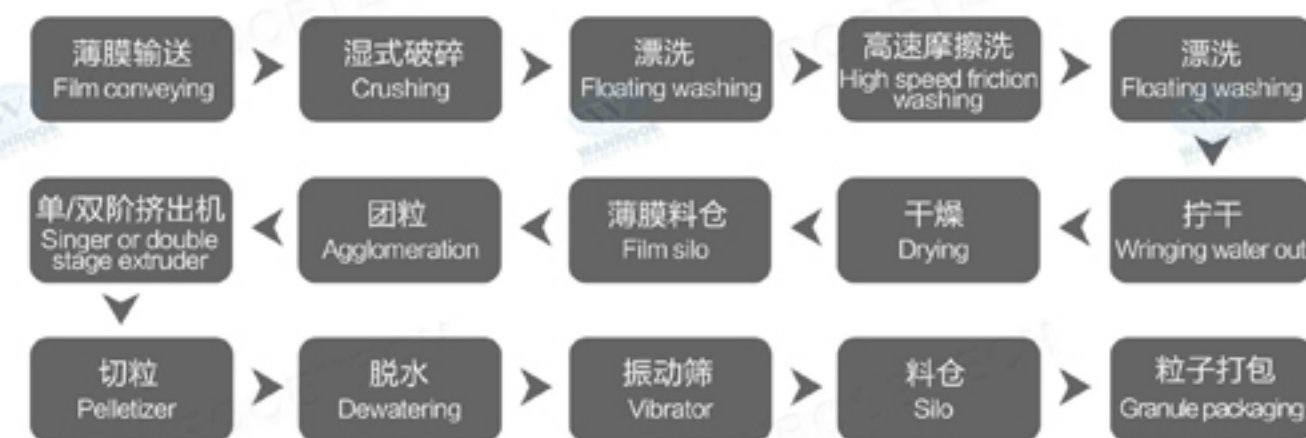 薄膜输送
Film conveying
湿式破碎
Crushing
漂洗
Floating washing
高速摩擦洗
High speed friction
washing
漂洗
Floating washing
拧干
Wringing water out
干燥
Drying
薄膜料仓
Film silo
团粒
Agglomeration
单/双阶挤出机
Singer or double
stage extruder
切粒
Pelletizer
脱水
Dewatering
振动筛
Vibrator
料仓
Silo
粒子打包
Granule packaging
WANROOE